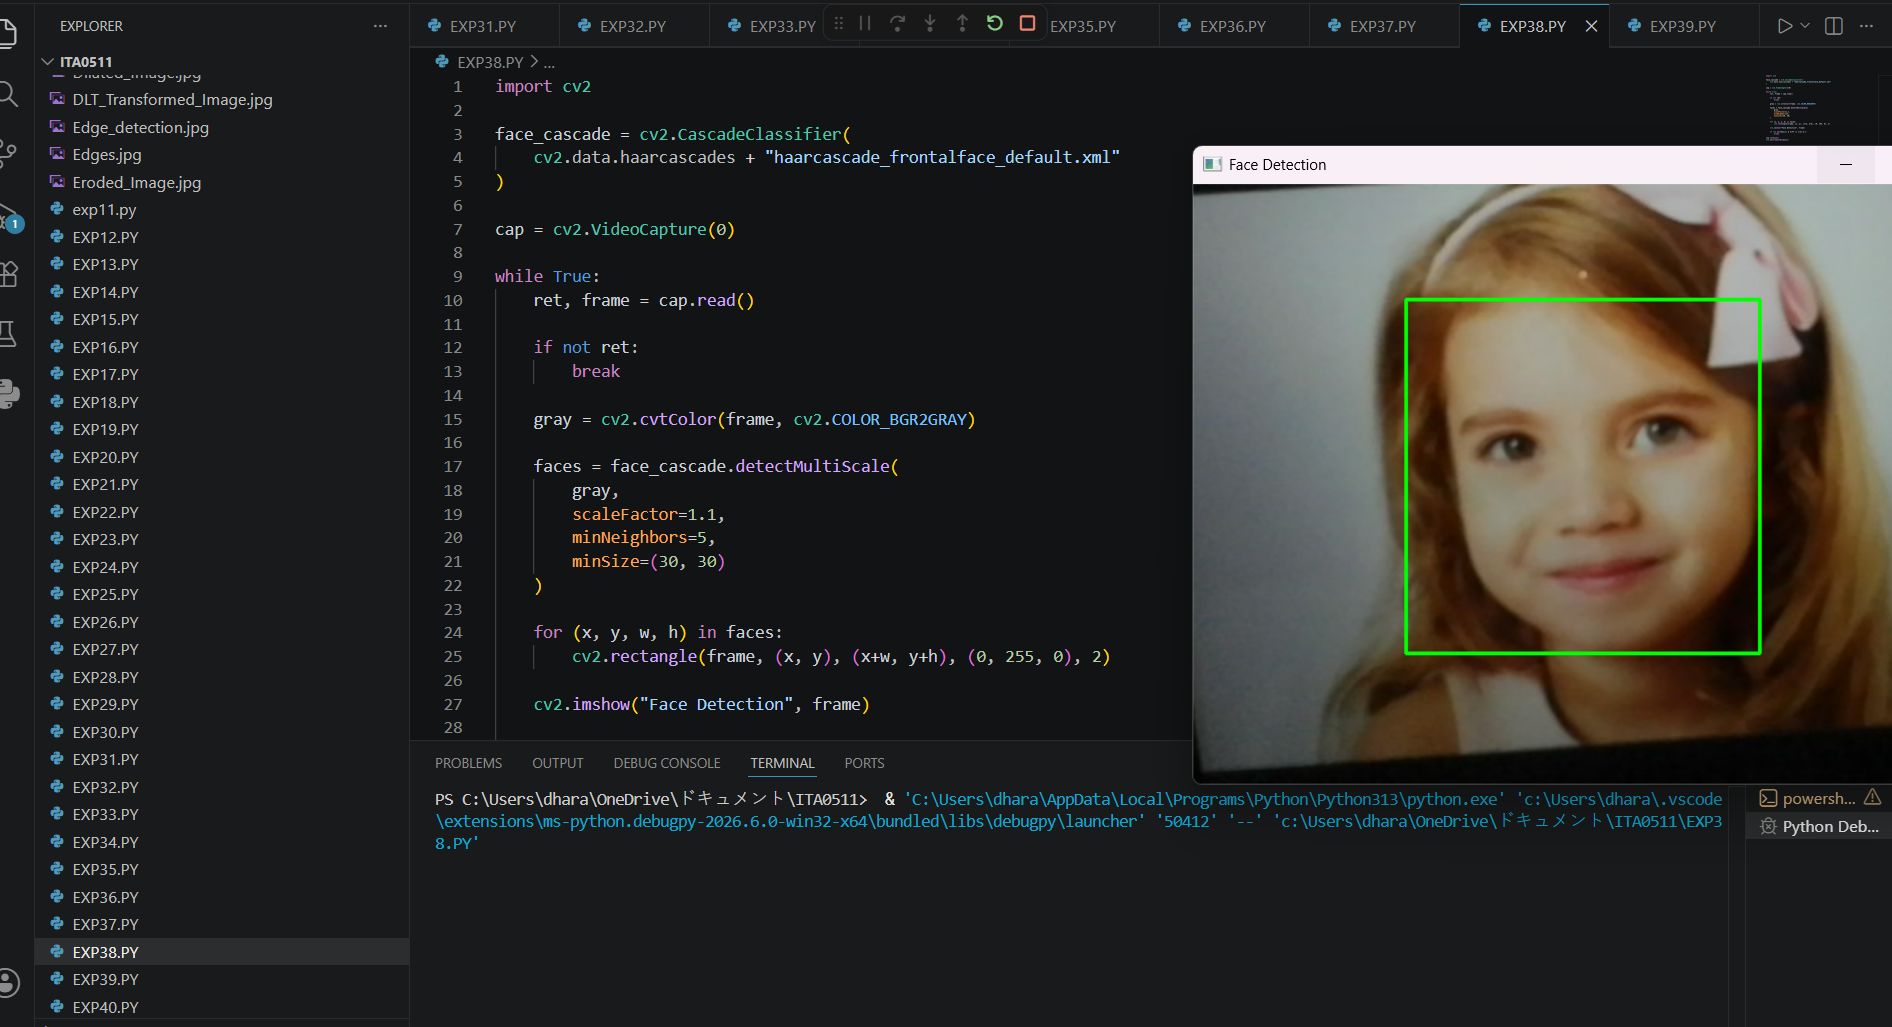 EXPLORER
ITA0511
Dilated_Image.jpg
DLT_Transformed_Image.jpg
Edge_detection.jpg
Edges.jpg
Eroded_Image.jpg
exp11.py
EXP12.PY
EXP13.PY
EXP14.PY
EXP15.PY
EXP16.PY
EXP17.PY
EXP18.PY
EXP19.PY
EXP20.PY
EXP21.PY
EXP22.PY
EXP23.PY
EXP24.PY
EXP25.PY
EXP26.PY
EXP27.PY
EXP28.PY
EXP29.PY
EXP30.PY
EXP31.PY
EXP32.PY
EXP33.PY
EXP34.PY
EXP35.PY
EXP36.PY
EXP37.PY
EXP38.PY
EXP39.PY
EXP40.PY
1
EXP31.PY EXP32.PY EXP33.PY EXP35.PY EXP36.PY EXP37.PY EXP38.PY EXP39.PY
EXP38.PY > ...
1 import cv2
2
3 face_cascade = cv2.CascadeClassifier(
4 cv2.data.haarcascades + "haarcascade_frontalface_default.xml"
5 )
6
7 cap = cv2.VideoCapture(0)
8
9 while True:
10 ret, frame = cap.read()
11
12 if not ret:
13 break
14
15 gray = cv2.cvtColor(frame, cv2.COLOR_BGR2GRAY)
16
17 faces = face_cascade.detectMultiScale(
18 gray,
19 scaleFactor=1.1,
20 minNeighbors=5,
21 minSize=(30, 30)
22 )
23
24 for (x, y, w, h) in faces:
25 cv2.rectangle(frame, (x, y), (x+w, y+h), (0, 255, 0), 2)
26
27 cv2.imshow("Face Detection", frame)
28
Face Detection
PROBLEMS OUTPUT DEBUG CONSOLE TERMINAL PORTS
PS C:\Users\dhara\OneDrive\ドキュメント\ITA0511> & 'C:\Users\dhara\AppData\Local\Programs\Python\Python313\python.exe' 'c:\Users\dhara\.vscode
\extensions\ms-python.debugpy-2026.6.0-win32-x64\bundled\libs\debugpy\launcher' '50412' '--' 'c:\Users\dhara\OneDrive\ドキュメント\ITA0511\EXP3
8.PY'
powersh...
Python Deb...